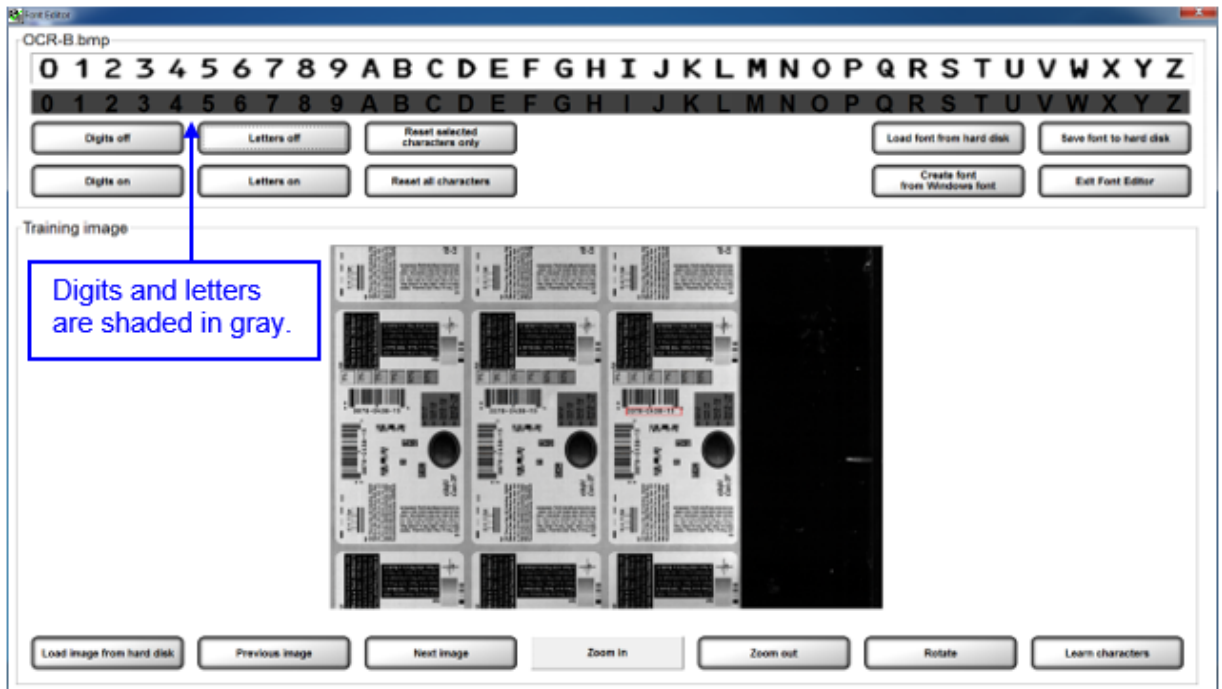 Font Editor
OCR-B.bmp
0 1 2 3 4 5 6 7 8 9 A B C D E F G H I J K L M N O P Q R S T U V W X Y Z
0 1 2 3 4 5 6 7 8 9 A B C D E F G H I J K L M N O P Q R S T U V W X Y Z
Digits off
Letters off
Reset selected
characters only
Load font from hard disk
Save font to hard disk
Digits on
Letters on
Reset all characters
Create font
from Windows font
Exit Font Editor
Training image
Digits and letters
are shaded in gray.
Load image from hard disk
Previous image
Next image
Zoom in
Zoom out
Rotate
Learn characters